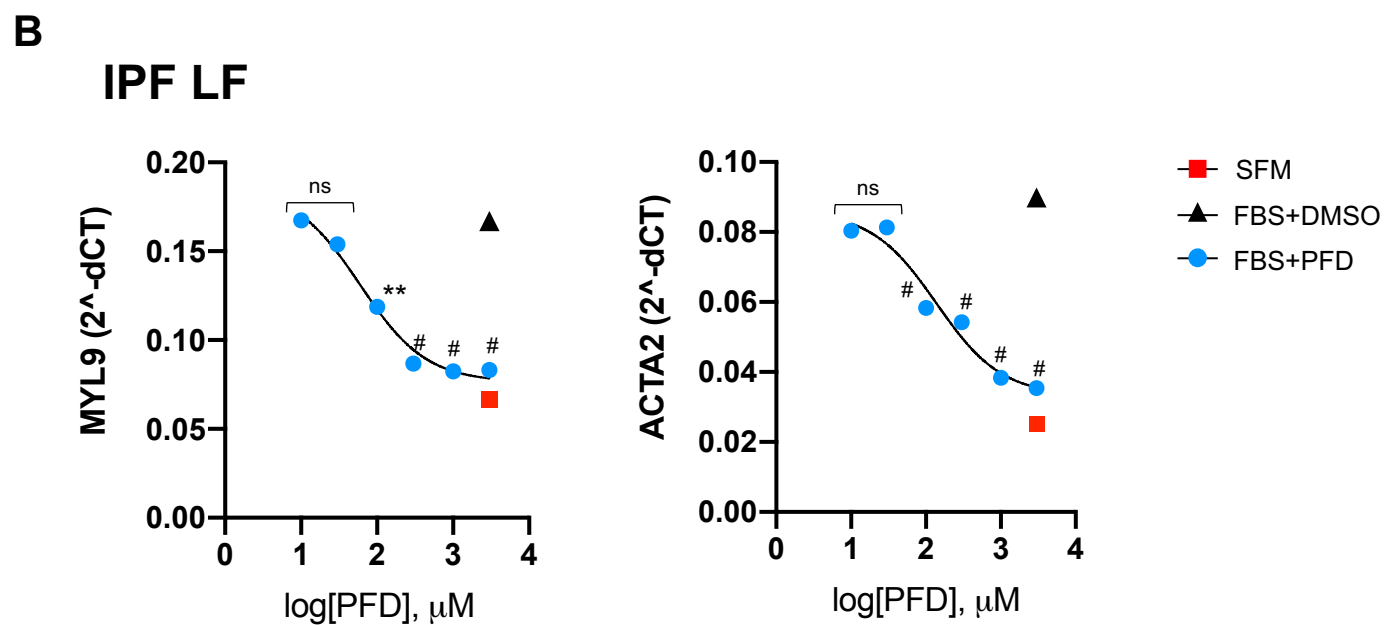 B
IPF LF
MYL9 (2^-dCT)
0.20
0.15
0.10
0.05
0.00
ns
**
#
#
#
0
1
2
3
4
log[PFD], μM
ACTA2 (2^-dCT)
0.10
0.08
0.06
0.04
0.02
0.00
ns
#
#
#
#
0
1
2
3
4
log[PFD], μM
SFM
FBS+DMSO
FBS+PFD